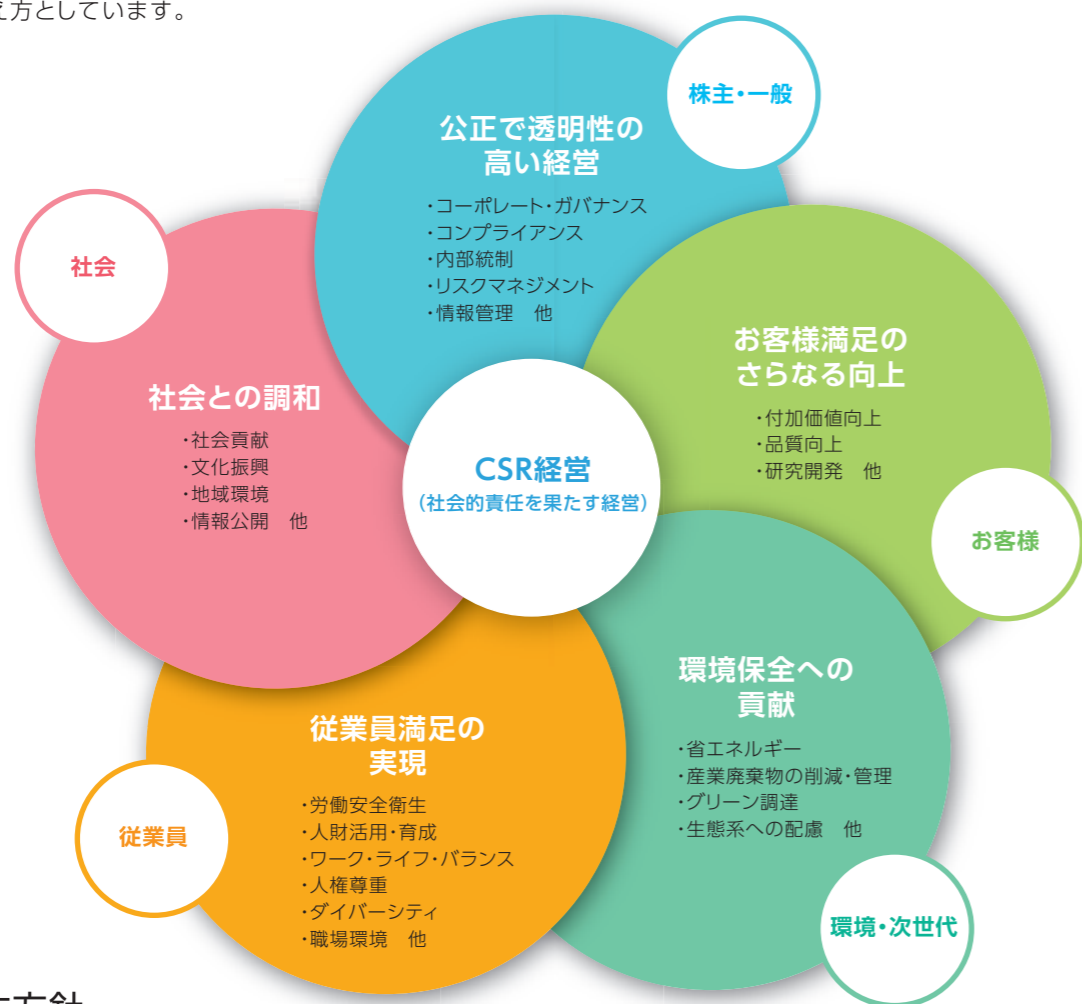 え方としています。
株主・一般
公正で透明性の
高い経営
・コーポレート・ガバナンス
・コンプライアンス
・内部統制
・リスクマネジメント
・情報管理　他
社会
社会との調和
・社会貢献
・文化振興
・地域環境
・情報公開　他
お客様満足の
さらなる向上
・付加価値向上
・品質向上
・研究開発　他
お客様
CSR経営
(社会的責任を果たす経営)
環境保全への
貢献
・省エネルギー
・産業廃棄物の削減・管理
・グリーン調達
・生態系への配慮　他
環境・次世代
従業員満足の
実現
・労働安全衛生
・人財活用・育成
・ワーク・ライフ・バランス
・人権尊重
・ダイバーシティ
・職場環境　他
従業員
方針